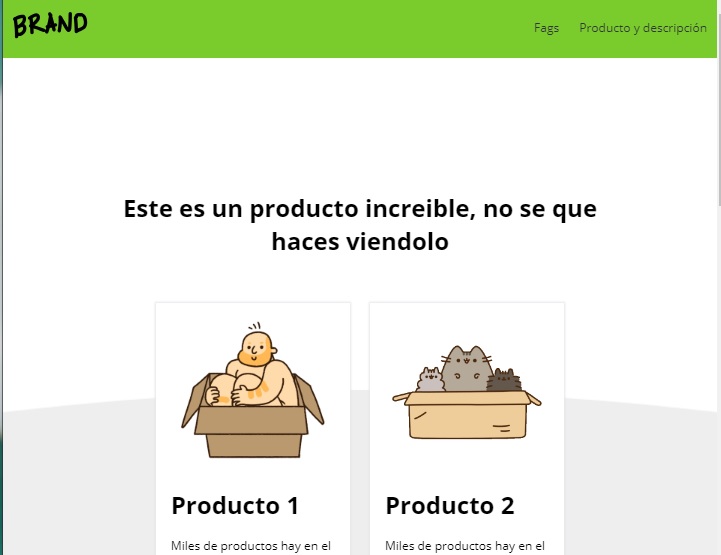 BRAND
Fags
Producto y descripción
Este es un producto increible, no se que
haces viendolo
Producto 1
Miles de productos hay en el
Producto 2
Miles de productos hay en el